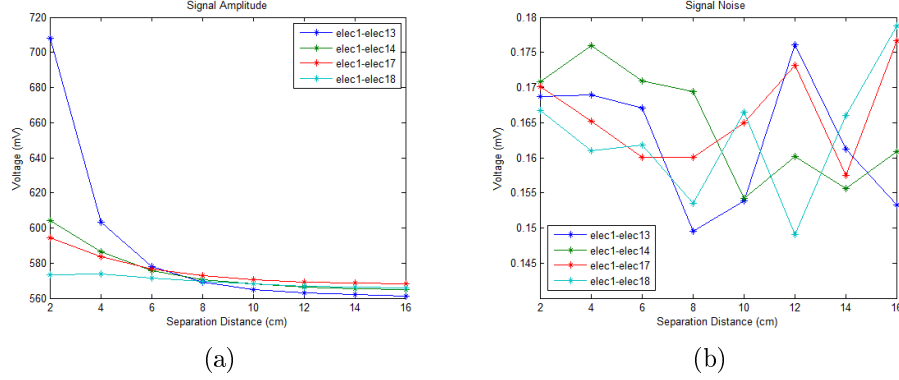 Signal Amplitude
720
700
680
660
640
620
600
580
560
Voltage (mV)
elec1-elec13
elec1-elec14
elec1-elec17
elec1-elec18
2 4 6 8 10 12 14 16
Separation Distance (cm)
(a)
Signal Noise
0.18
0.175
0.17
0.165
0.16
0.155
0.15
0.145
Voltage (mV)
elec1-elec13
elec1-elec14
elec1-elec17
elec1-elec18
2 4 6 8 10 12 14 16
Separation Distance (cm)
(b)